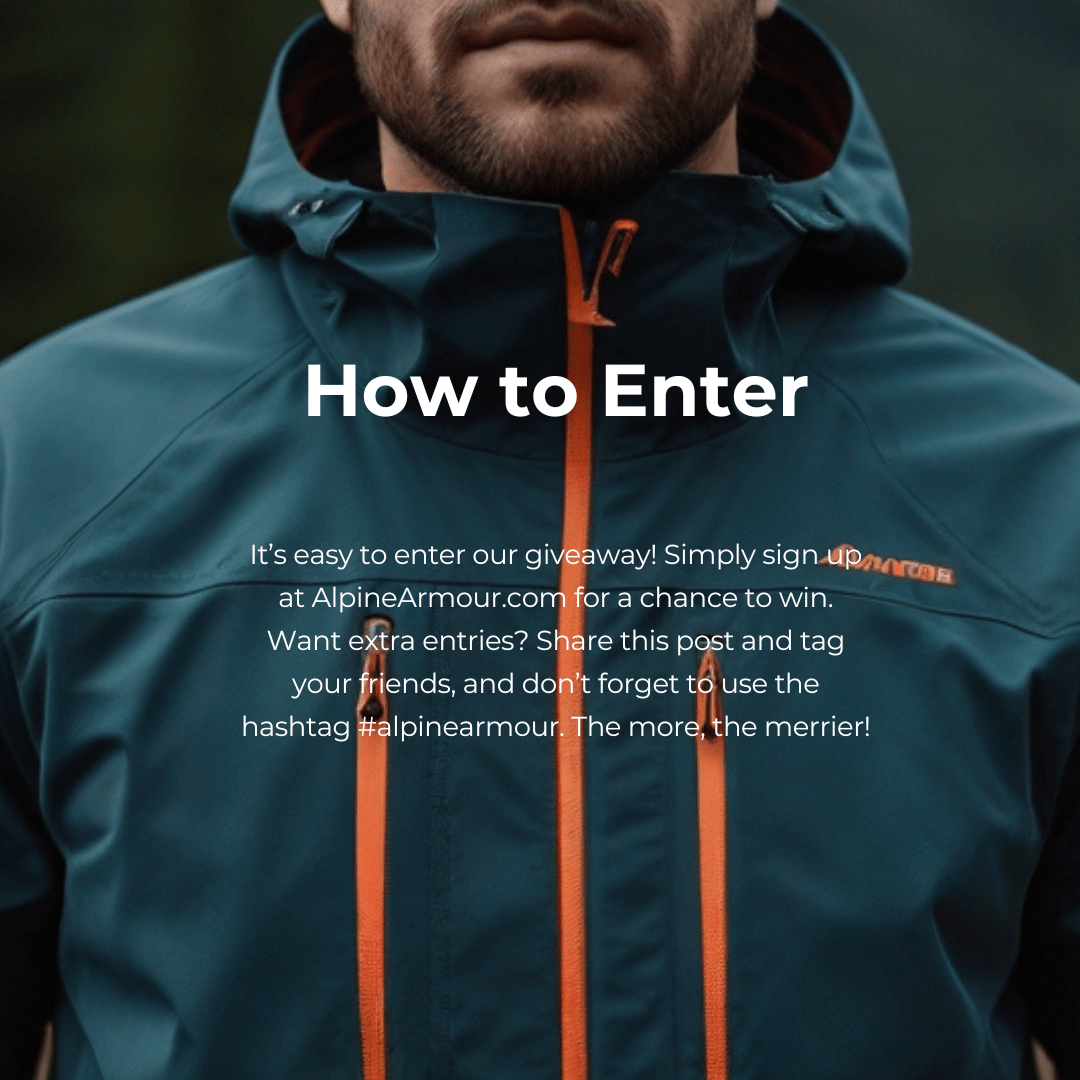 How to Enter
It’s easy to enter our giveaway! Simply sign up
at AlpineArmour.com for a chance to win.
Want extra entries? Share this post and tag
your friends, and don’t forget to use the
hashtag #alpinearmour. The more, the merrier!